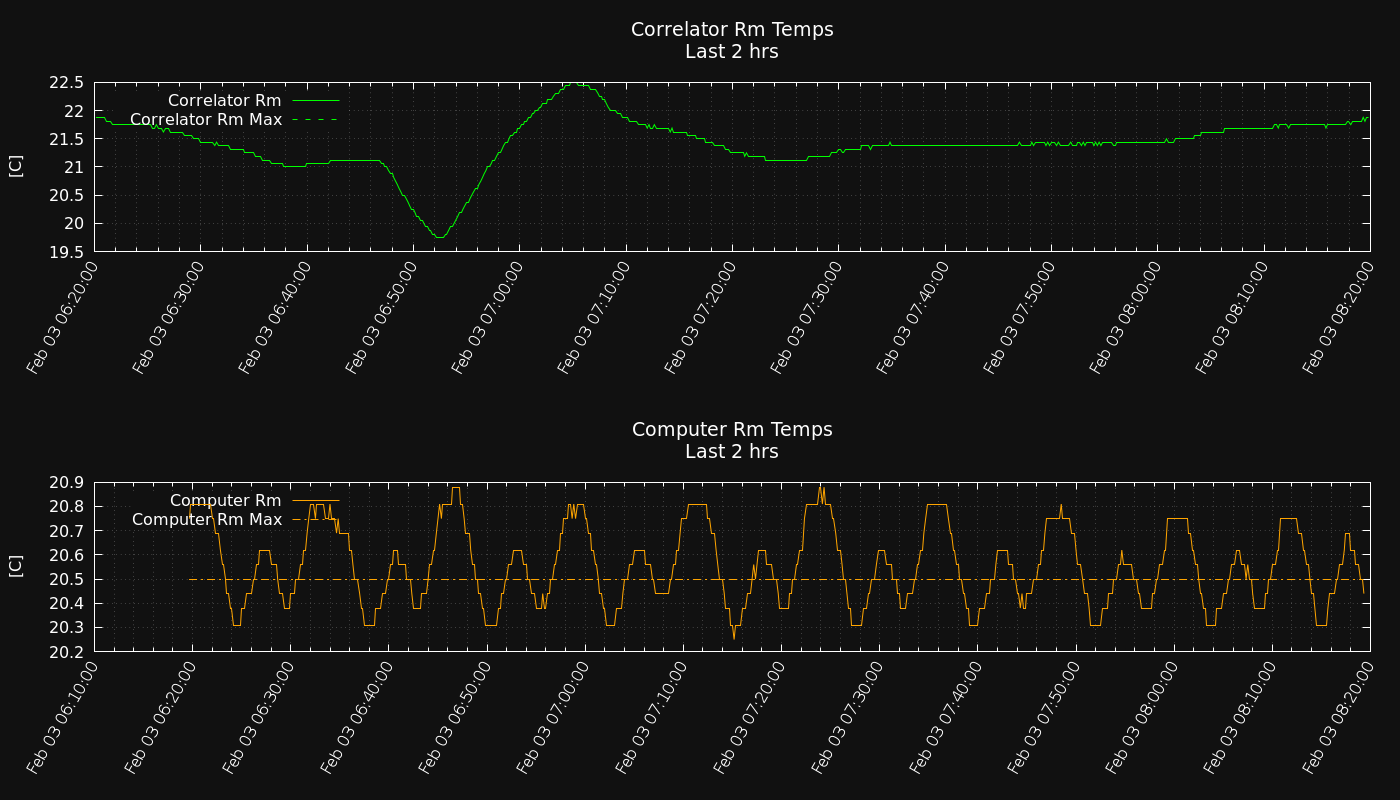 Correlator Rm Temps
Last 2 hrs
22.5
22
21.5
21
20.5
20
19.5
[C]
Correlator Rm
Correlator Rm Max
Feb 03 06:20:00
Feb 03 06:30:00
Feb 03 06:40:00
Feb 03 06:50:00
Feb 03 07:00:00
Feb 03 07:10:00
Feb 03 07:20:00
Feb 03 07:30:00
Feb 03 07:40:00
Feb 03 07:50:00
Feb 03 08:00:00
Feb 03 08:10:00
Feb 03 08:20:00
Computer Rm Temps
Last 2 hrs
20.9
20.8
20.7
20.6
20.5
20.4
20.3
20.2
[C]
Computer Rm
Computer Rm Max
Feb 03 06:10:00
Feb 03 06:20:00
Feb 03 06:30:00
Feb 03 06:40:00
Feb 03 06:50:00
Feb 03 07:00:00
Feb 03 07:10:00
Feb 03 07:20:00
Feb 03 07:30:00
Feb 03 07:40:00
Feb 03 07:50:00
Feb 03 08:00:00
Feb 03 08:10:00
Feb 03 08:20:00